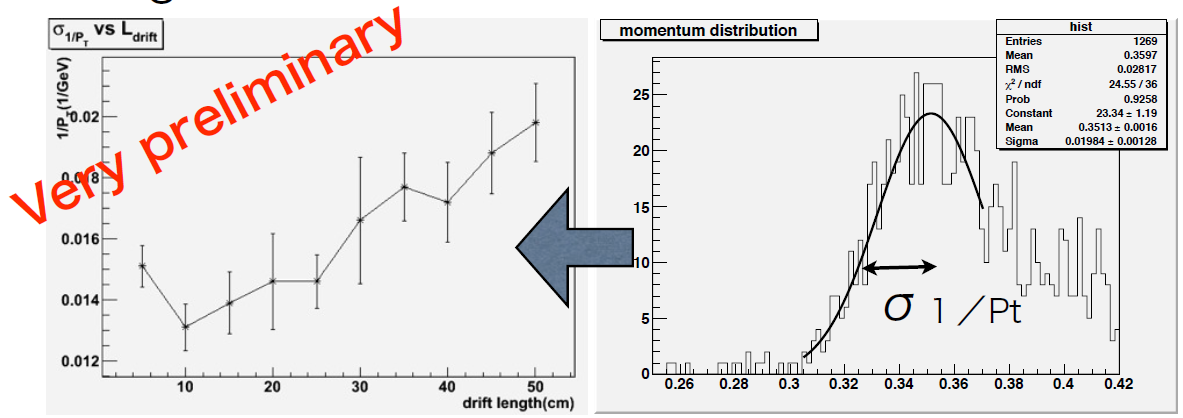 σ1/PT vs Ldrift
Very preliminary
1/PT(1/GeV)
0.02
0.018
0.016
0.014
0.012
10
20
30
40
50
drift length(cm)
momentum distribution
hist
Entries 1269
Mean 0.3597
RMS 0.02817
χ² / ndf 24.55 / 36
Prob 0.9258
Constant 23.34 ± 1.19
Mean 0.3513 ± 0.0016
Sigma 0.01984 ± 0.00128
25
20
15
10
5
0
0.26
0.28
0.3
0.32
0.34
0.36
0.38
0.4
0.42
σ 1／Pt